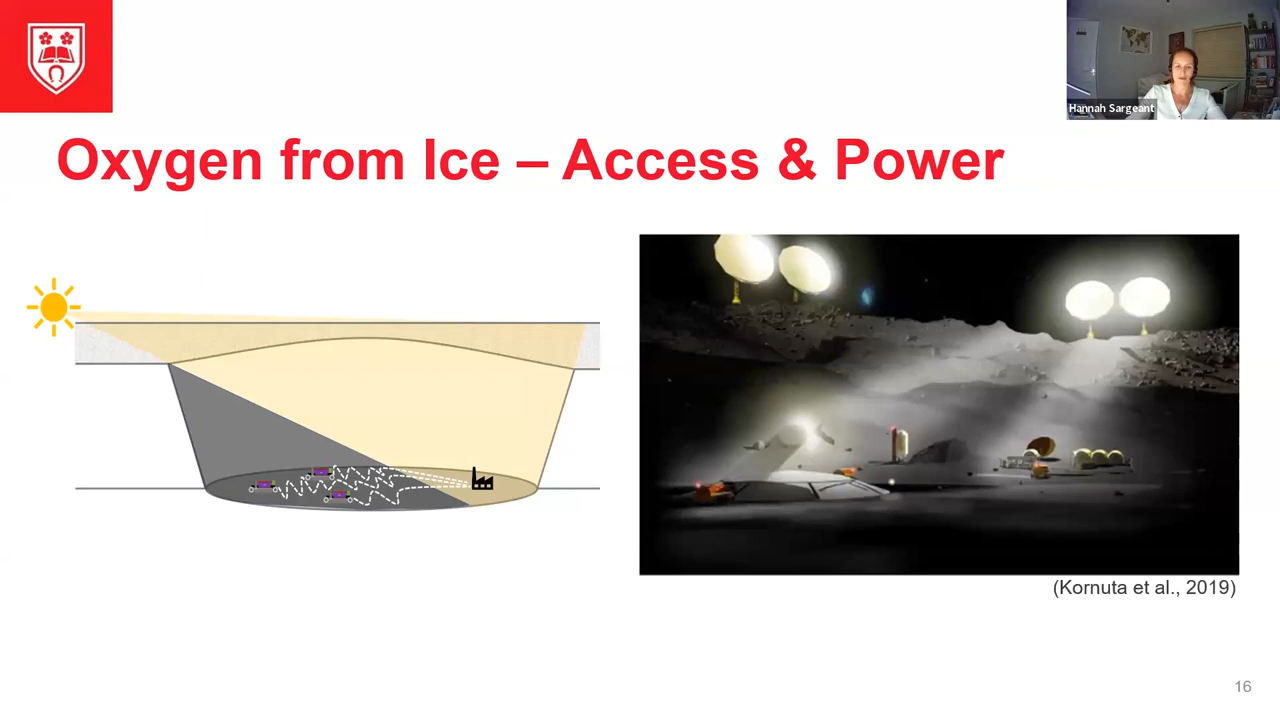 Hannah Sargeant
Oxygen from Ice – Access & Power
(Kornuta et al., 2019)
16